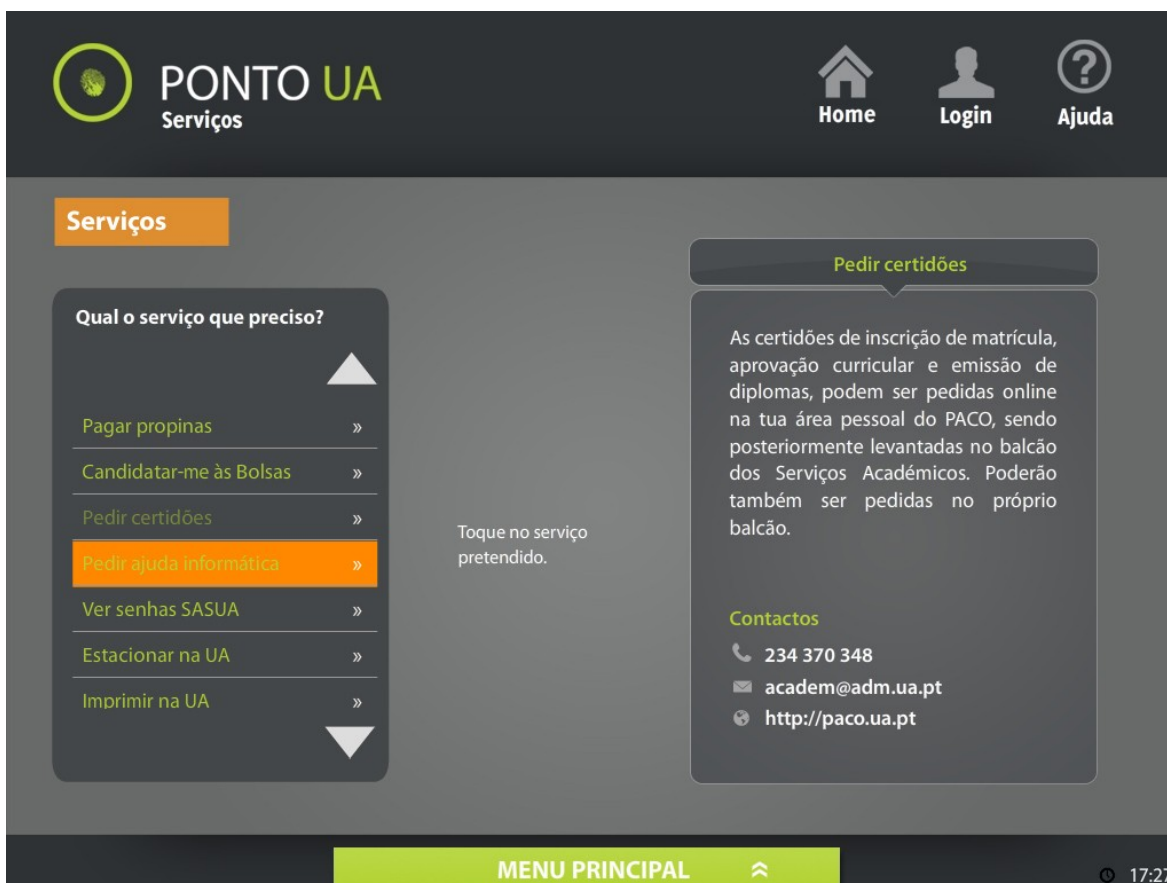 PONTO UA
Serviços
Home
Login
Ajuda
Serviços
Qual o serviço que preciso?
Pagar propinas »
Candidatar-me às Bolsas »
Pedir certidões »
Pedir ajuda informática »
Ver senhas SASUA »
Estacionar na UA »
Imprimir na UA »
Toque no serviço
pretendido.
Pedir certidões
As certidões de inscrição de matrícula,
aprovação curricular e emissão de
diplomas, podem ser pedidas online
na tua área pessoal do PACO, sendo
posteriormente levantadas no balcão
dos Serviços Académicos. Poderão
também ser pedidas no próprio
balcão.
Contactos
234 370 348
academ@adm.ua.pt
http://paco.ua.pt
MENU PRINCIPAL
17:27